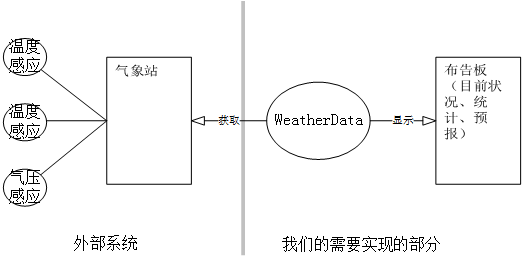 温度
感应
温度
感应
气压
感应
气象站
获取
WeatherData
显示
布告板
（目前状
况、统
计、预
报）
外部系统
我们的需要实现的部分